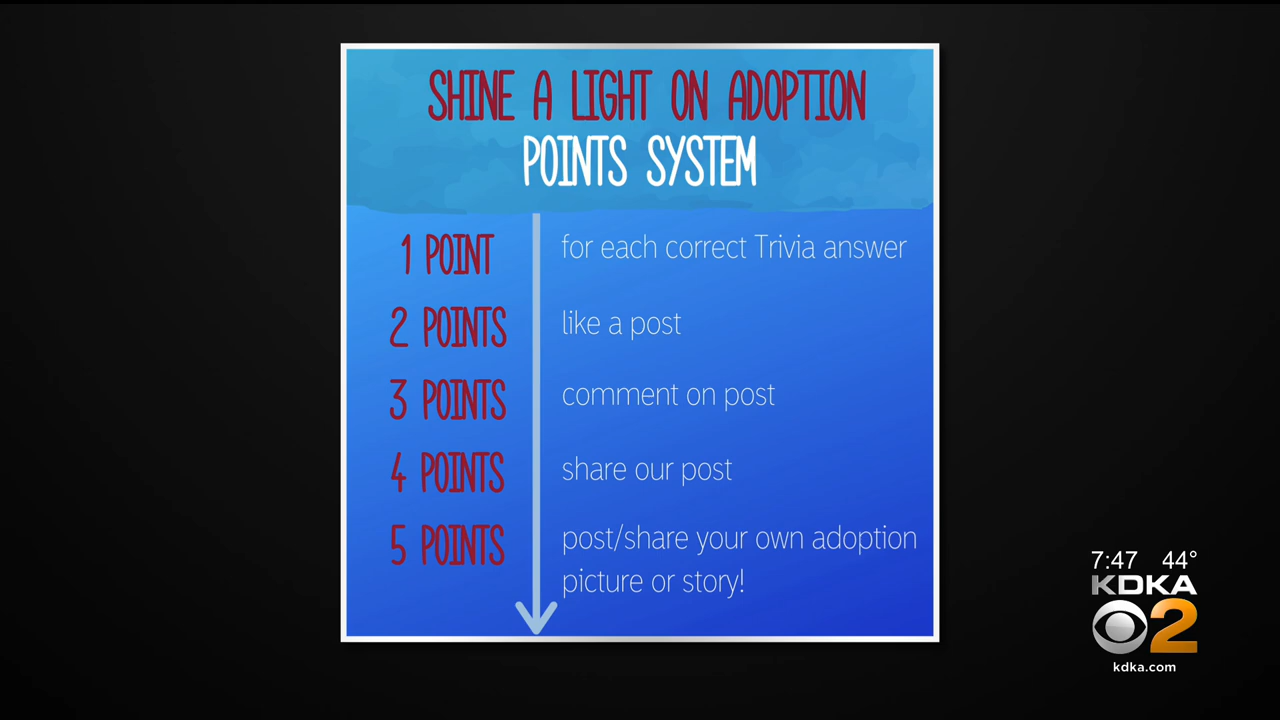 SHINE A LIGHT ON ADOPTION
POINTS SYSTEM
1 POINT
for each correct Trivia answer
2 POINTS
like a post
3 POINTS
comment on post
4 POINTS
share our post
5 POINTS
post/share your own adoption
picture or story!
7:47 44°
KDKA
2
kdka.com